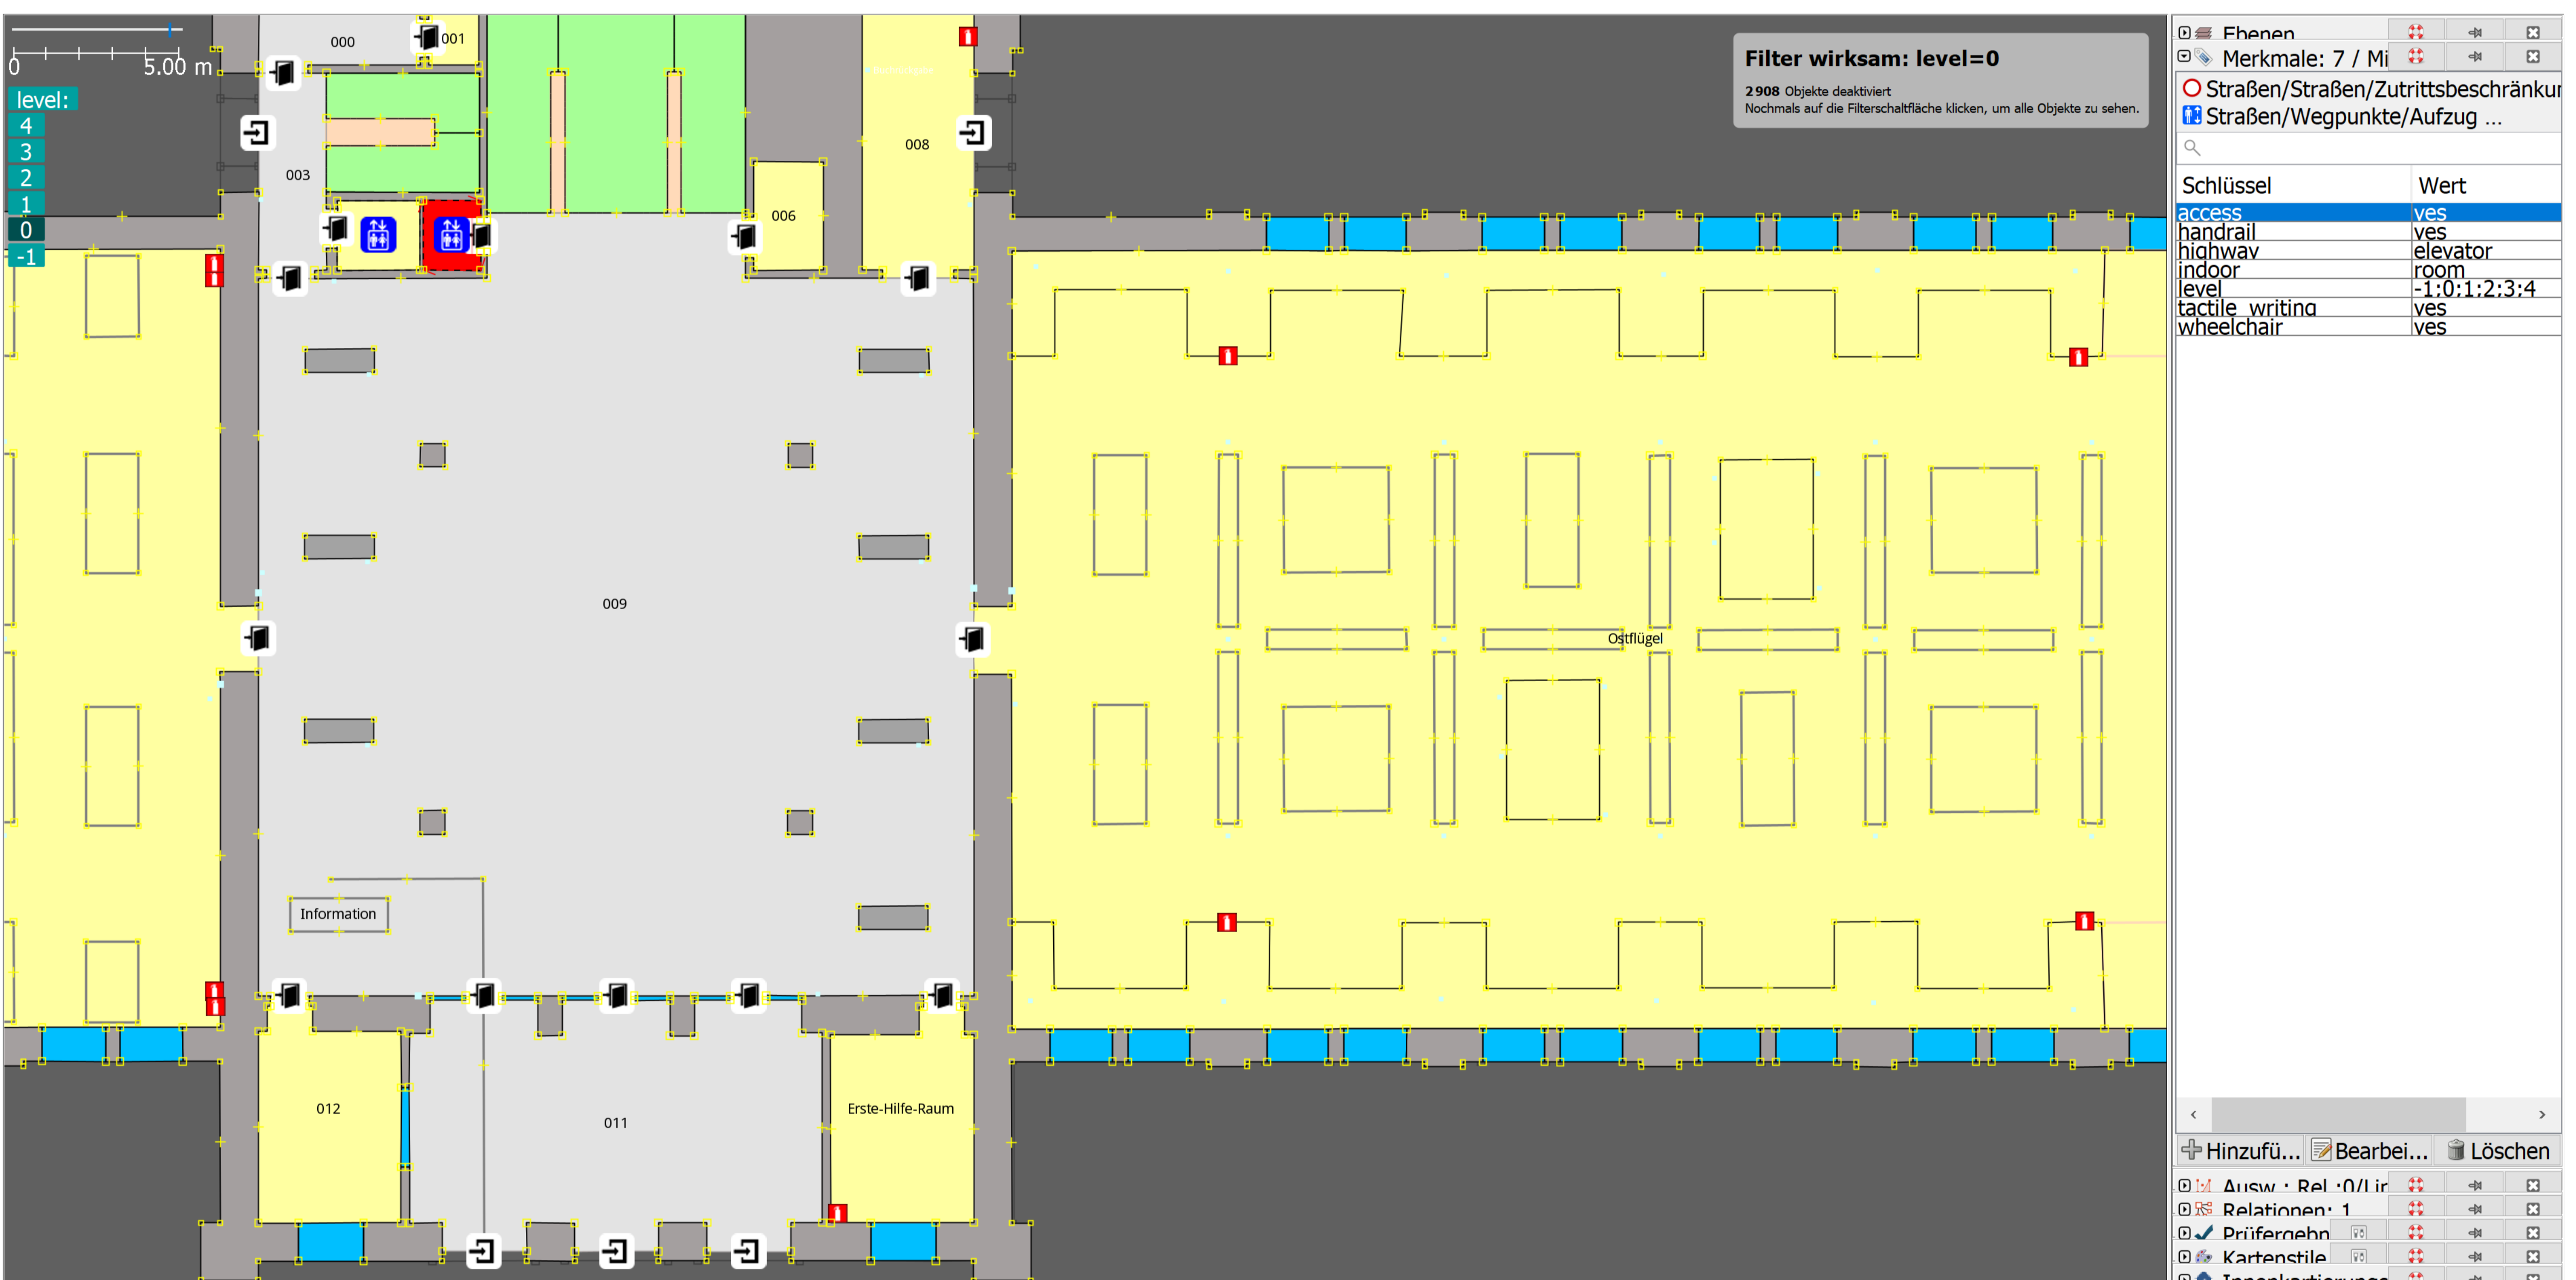 0
5.00 m
level:
4
3
2
1
0
-1
000
001
003
006
008
009
Information
012
011
Erste-Hilfe-Raum
Ostflügel
Filter wirksam: level=0
2 908 Objekte deaktiviert
Nochmals auf die Filterschaltfläche klicken, um alle Objekte zu sehen.
Ebenen
Merkmale: 7 / Mi
Straßen/Straßen/Zutrittsbeschränkur
Straßen/Wegpunkte/Aufzug ...
Schlüssel Wert
access yes
handrail yes
highway elevator
indoor room
level -1;0;1;2;3;4
tactile_writing yes
wheelchair yes
Hinzufü... Bearbei... Löschen
Ausw.: Rel.:0/Lir
Relationen: 1
Prüfergebn
Kartenstile